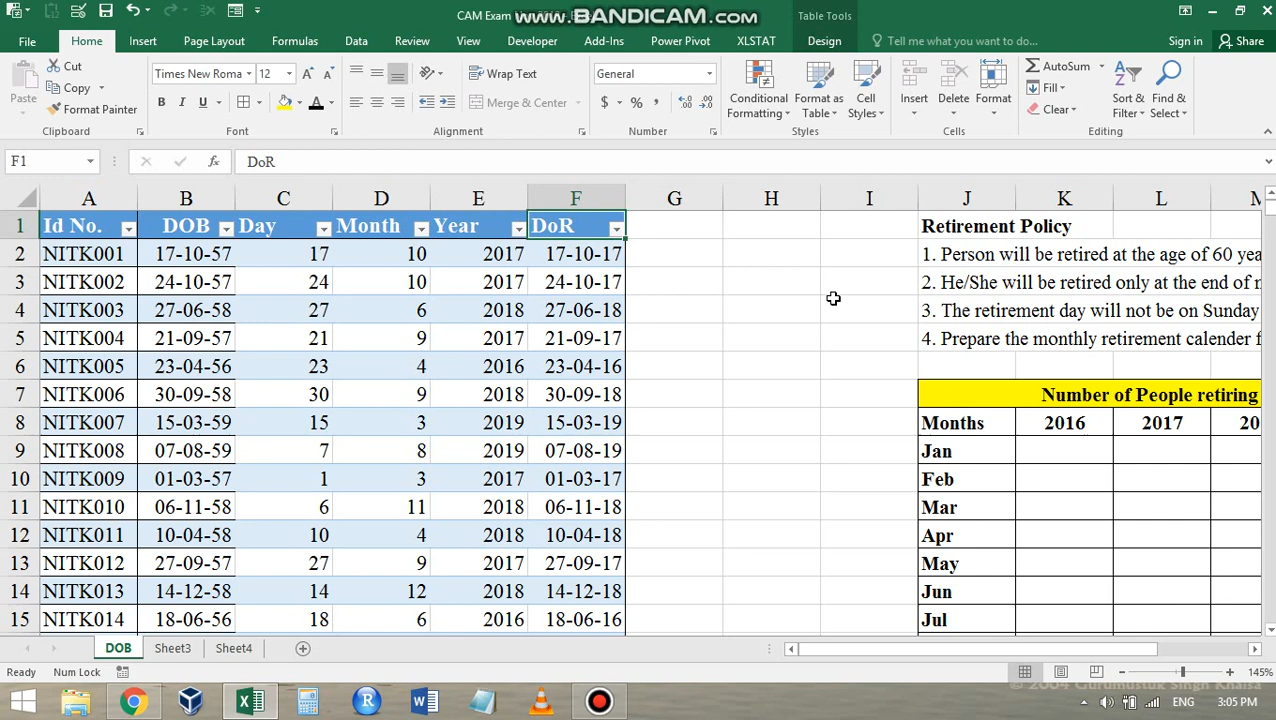 CAM Exam
www.BANDICAM.com
Table Tools
File Home Insert Page Layout Formulas Data Review View Developer Add-Ins Power Pivot XLSTAT Design Tell me what you want to do... Sign in Share
Paste
Cut
Copy
Format Painter
Clipboard
Times New Roma 12
B I U
Font
Wrap Text
Merge & Center
Alignment
General
$ % ,
Number
Conditional Formatting
Format as Table
Cell Styles
Styles
Insert Delete Format
Cells
AutoSum
Fill
Clear
Sort & Filter
Find & Select
Editing
F1 fx DoR
A B C D E F G H I J K L M
1 Id No. DOB Day Month Year DoR Retirement Policy
2 NITK001 17-10-57 17 10 2017 17-10-17 1. Person will be retired at the age of 60 yea
3 NITK002 24-10-57 24 10 2017 24-10-17 2. He/She will be retired only at the end of
4 NITK003 27-06-58 27 6 2018 27-06-18 3. The retirement day will not be on Sunday
5 NITK004 21-09-57 21 9 2017 21-09-17 4. Prepare the monthly retirement calender
6 NITK005 23-04-56 23 4 2016 23-04-16
7 NITK006 30-09-58 30 9 2018 30-09-18 Number of People retiring
8 NITK007 15-03-59 15 3 2019 15-03-19 Months 2016 2017 20
9 NITK008 07-08-59 7 8 2019 07-08-19 Jan
10 NITK009 01-03-57 1 3 2017 01-03-17 Feb
11 NITK010 06-11-58 6 11 2018 06-11-18 Mar
12 NITK011 10-04-58 10 4 2018 10-04-18 Apr
13 NITK012 27-09-57 27 9 2017 27-09-17 May
14 NITK013 14-12-58 14 12 2018 14-12-18 Jun
15 NITK014 18-06-56 18 6 2016 18-06-16 Jul
DOB Sheet3 Sheet4
Ready Num Lock 145%
© 2004 Gurumustuk Singh Khalsa
ENG 3:05 PM